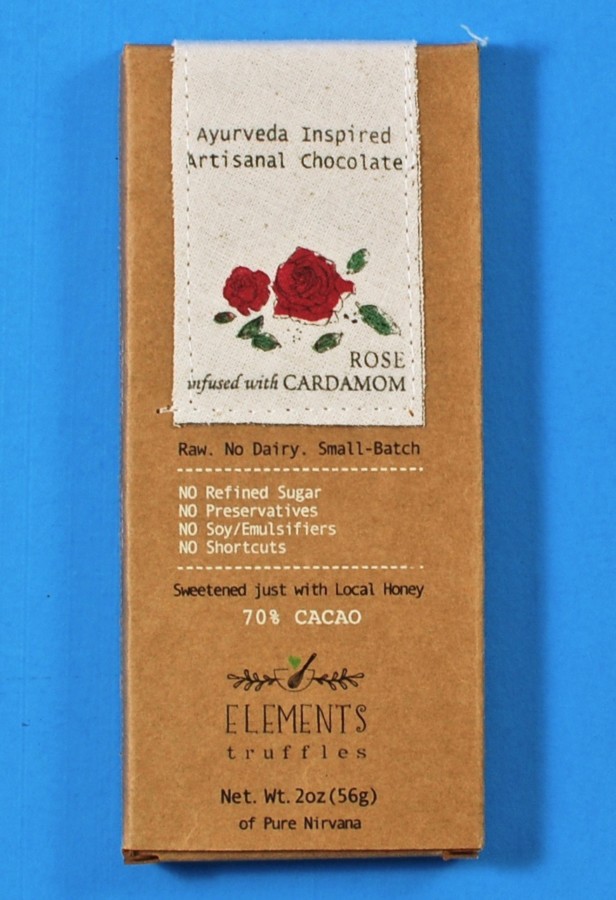 Ayurveda Inspired
Artisanal Chocolate
ROSE
infused with CARDAMOM
Raw. No Dairy. Small-Batch
NO Refined Sugar
NO Preservatives
NO Soy/Emulsifiers
NO Shortcuts
Sweetened just with Local Honey
70% CACAO
ELEMENTS
truffles
Net. Wt. 2oz(56g)
of Pure Nirvana